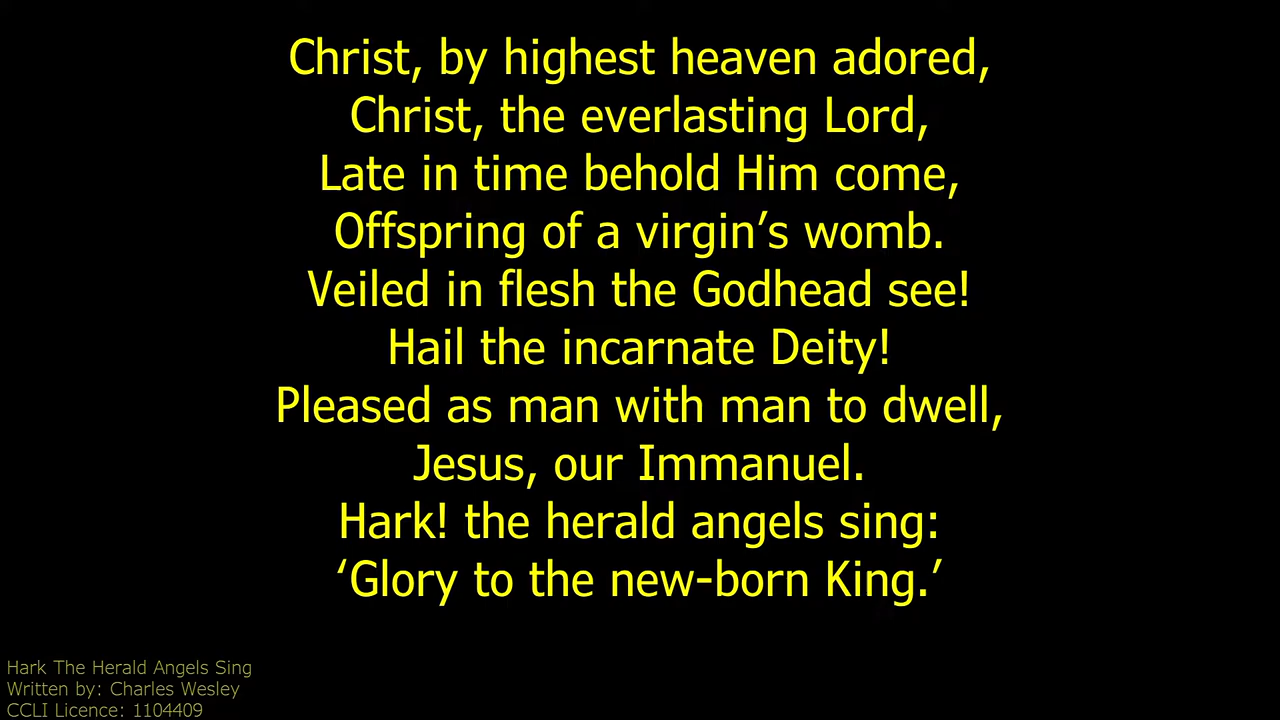 Christ, by highest heaven adored,
Christ, the everlasting Lord,
Late in time behold Him come,
Offspring of a virgin’s womb.
Veiled in flesh the Godhead see!
Hail the incarnate Deity!
Pleased as man with man to dwell,
Jesus, our Immanuel.
Hark! the herald angels sing:
‘Glory to the new-born King.’
Hark The Herald Angels Sing
Written by: Charles Wesley
CCLI Licence: 1104409